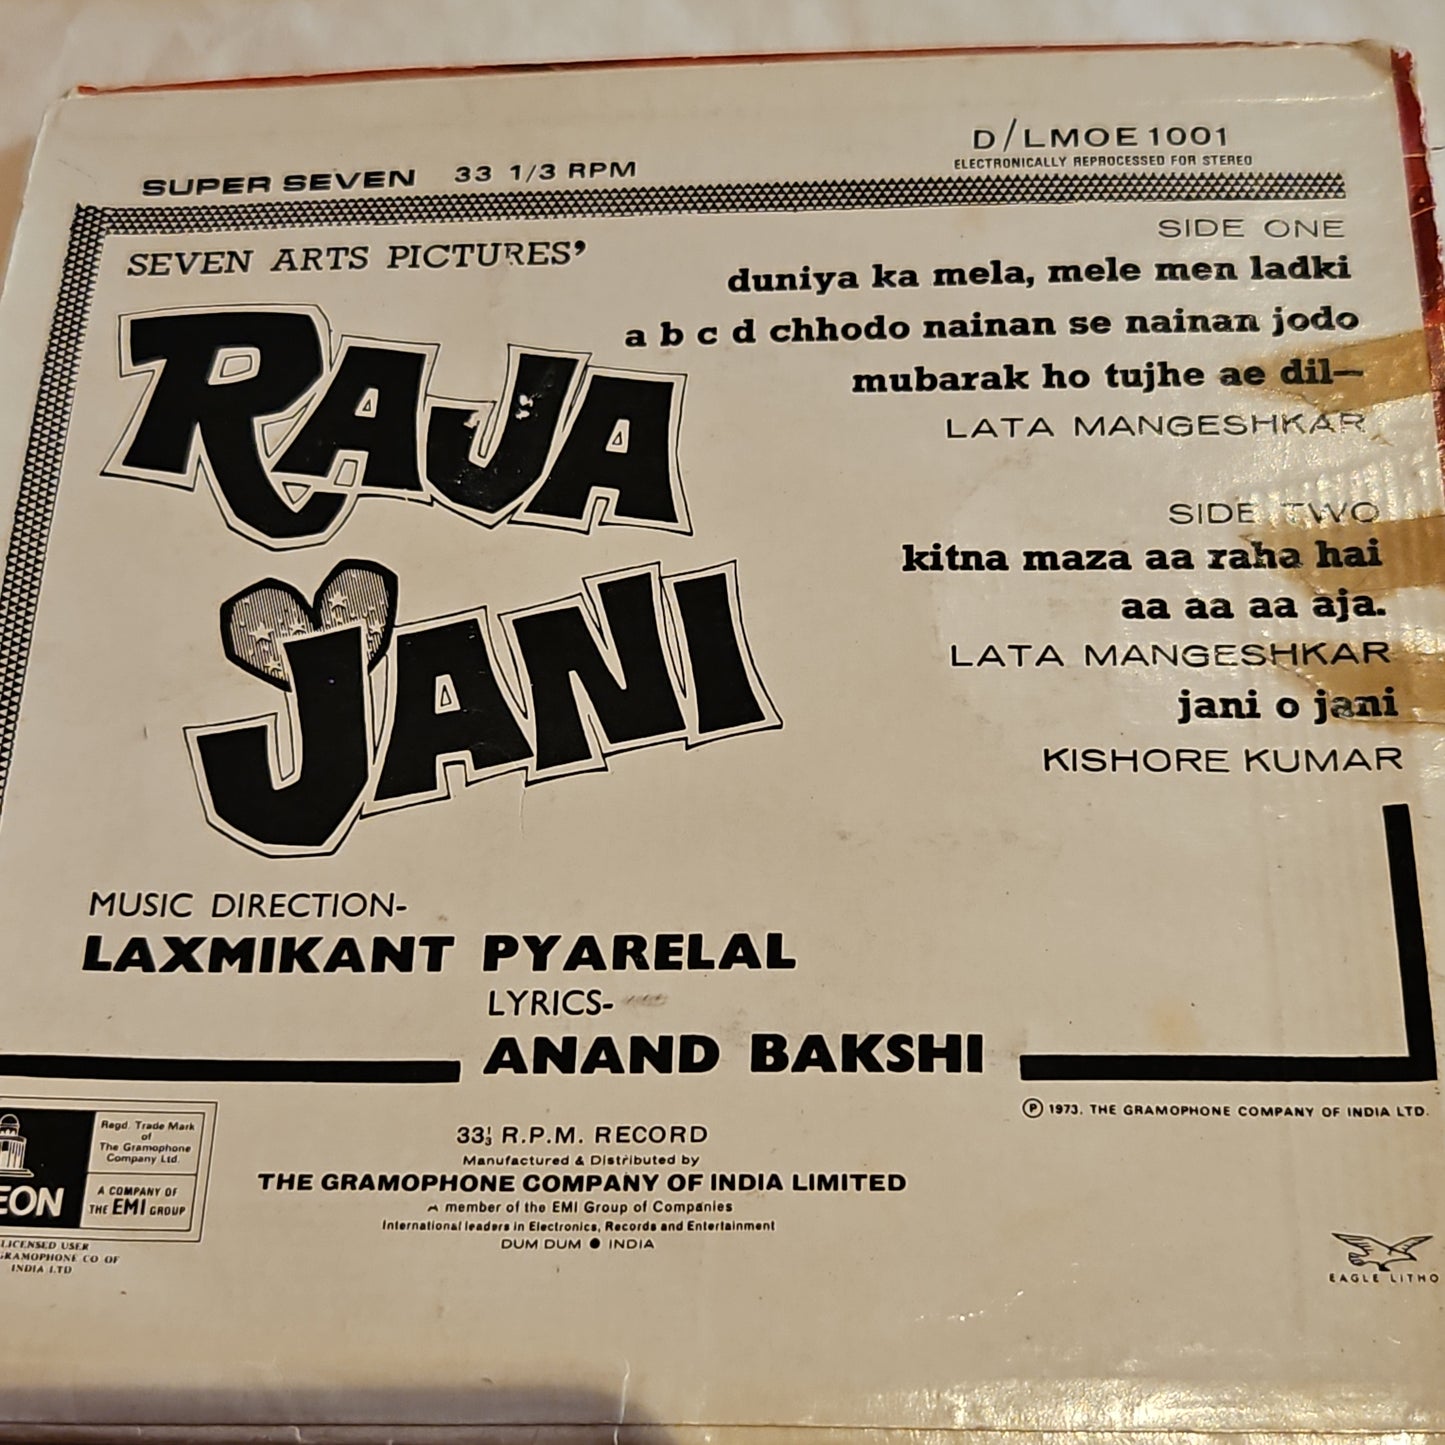 SUPER SEVEN 33 1/3 RPM
D/LMOE 1001
ELECTRONICALLY REPROCESSED FOR STEREO
SEVEN ARTS PICTURES'
RAJA
JANI
SIDE ONE
duniya ka mela, mele men ladki
a b c d chhodo nainan se nainan jodo
mubarak ho tujhe ae dil—
LATA MANGESHKAR
SIDE TWO
kitna maza aa raha hai
aa aa aa aja.
LATA MANGESHKAR
jani o jani
KISHORE KUMAR
MUSIC DIRECTION-
LAXMIKANT PYARELAL
LYRICS-
ANAND BAKSHI
Ⓟ 1973. THE GRAMOPHONE COMPANY OF INDIA LTD.
EON
Regd. Trade Mark
of
The Gramophone
Company Ltd.
A COMPANY OF
THE EMI GROUP
LICENSED USER
GRAMOPHONE CO OF
INDIA LTD
33⅓ R.P.M. RECORD
Manufactured & Distributed by
THE GRAMOPHONE COMPANY OF INDIA LIMITED
A member of the EMI Group of Companies
International leaders in Electronics, Records and Entertainment
DUM DUM ● INDIA
EAGLE LITHO